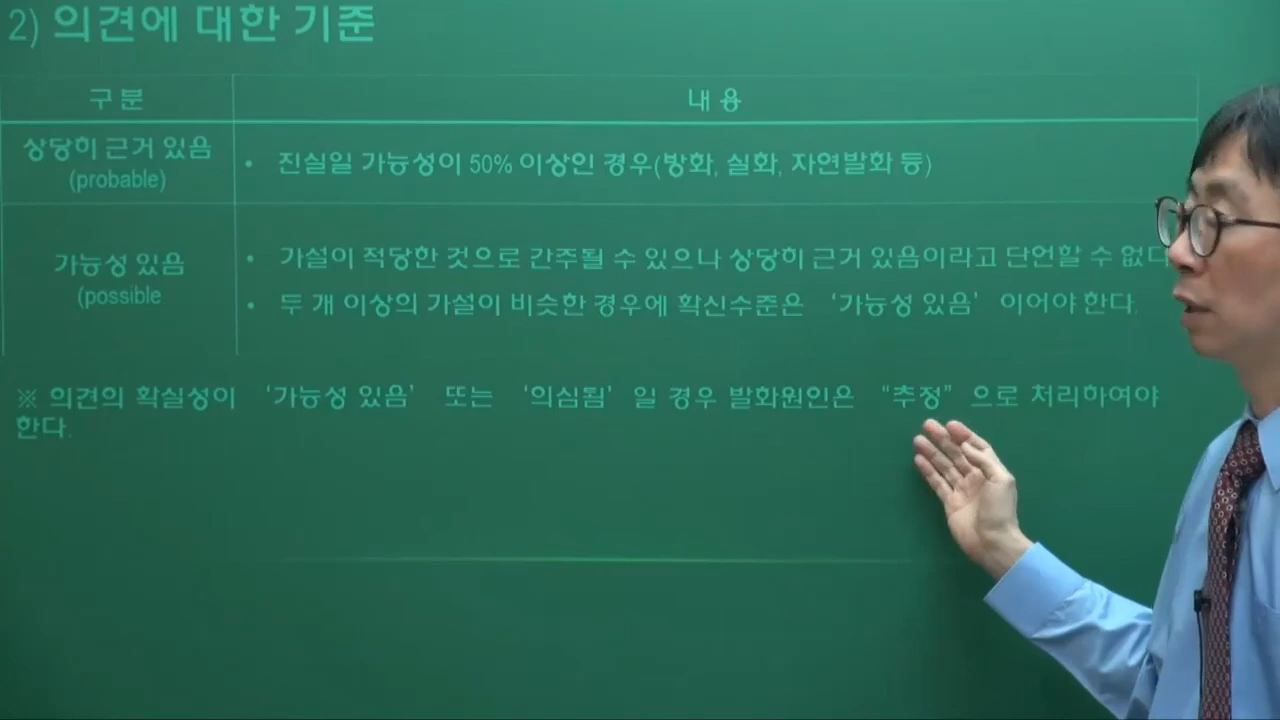 2) 의견에 대한 기준
구 분
내 용
상당히 근거 있음
(probable)
• 진실일 가능성이 50% 이상인 경우(방화, 실화, 자연발화 등)
가능성 있음
(possible
• 가설이 적당한 것으로 간주될 수 있으나 상당히 근거 있음이라고 단언할 수 없다
• 두 개 이상의 가설이 비슷한 경우에 확신수준은 ‘가능성 있음’ 이어야 한다.
※ 의견의 확실성이 ‘가능성 있음’ 또는 ‘의심됨’ 일 경우 발화원인은 “추정” 으로 처리하여야
한다.